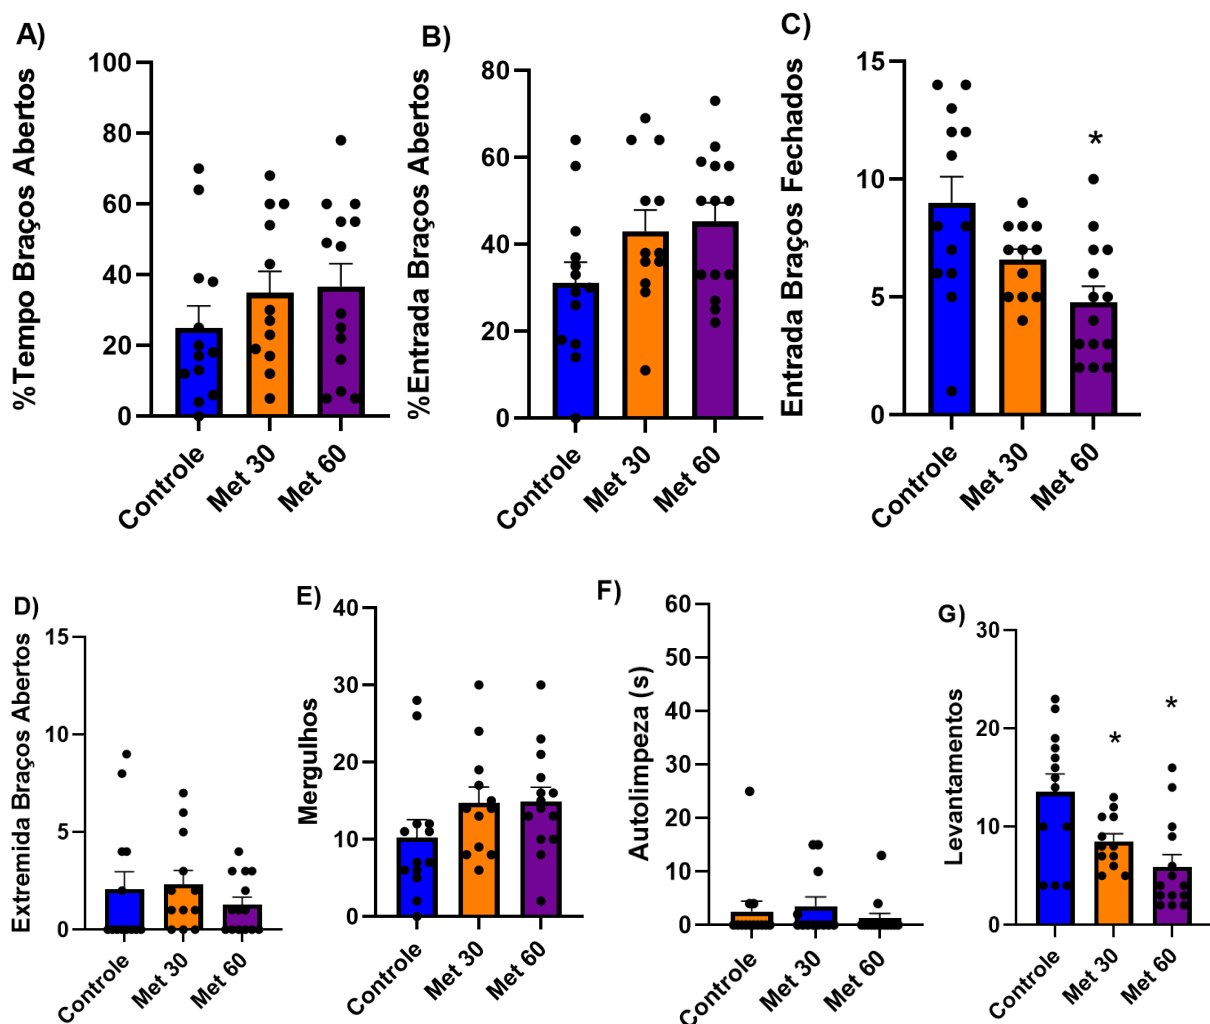 A)
%Tempo Braços Abertos
100
80
60
40
20
0
Controle
Met 30
Met 60
B)
%Entrada Braços Abertos
80
60
40
20
0
Controle
Met 30
Met 60
C)
Entrada Braços Fechados
15
10
5
0
*
Controle
Met 30
Met 60
D)
Extremida Braços Abertos
15
10
5
0
Controle
Met 30
Met 60
E)
Mergulhos
40
30
20
10
0
Controle
Met 30
Met 60
F)
Autolimpeza (s)
60
50
40
30
20
10
0
Controle
Met 30
Met 60
G)
Levantamentos
30
20
10
0
*
*
Controle
Met 30
Met 60